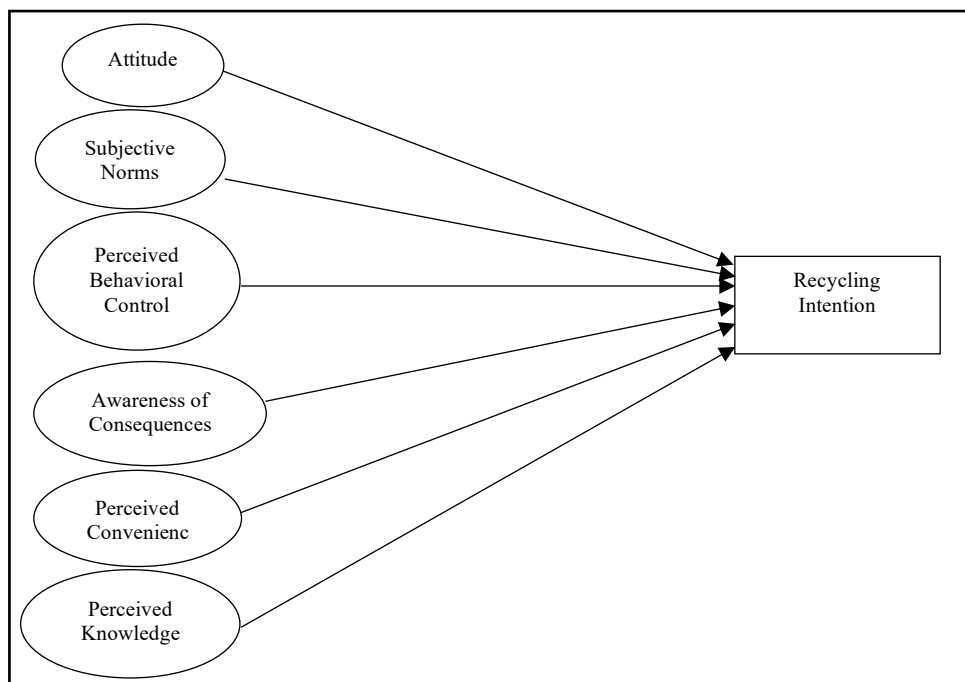 Attitude
Subjective
Norms
Perceived
Behavioral
Control
Awareness of
Consequences
Perceived
Convenienc
Perceived
Knowledge
Recycling
Intention